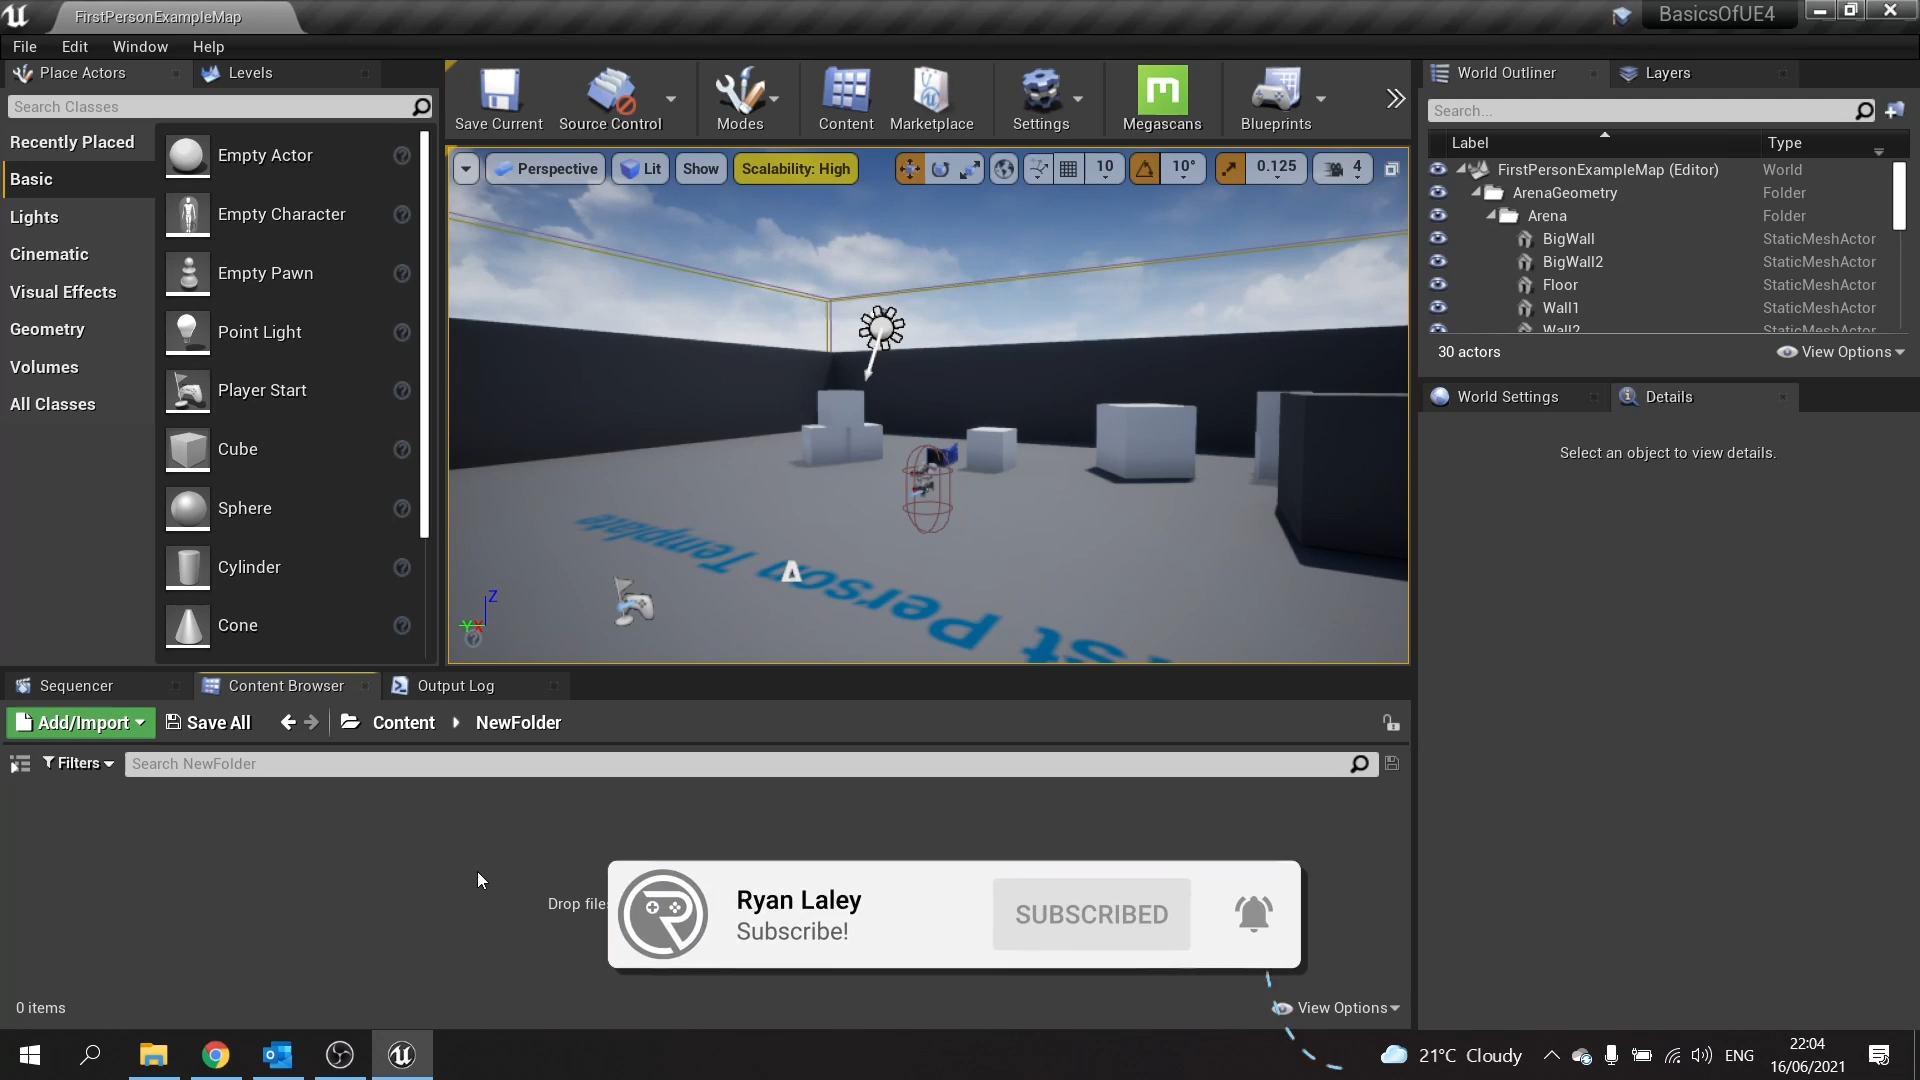 FirstPersonExampleMap
BasicsOfUE4
File Edit Window Help
Place Actors Levels
Search Classes
Recently Placed
Basic
Lights
Cinematic
Visual Effects
Geometry
Volumes
All Classes
Empty Actor
Empty Character
Empty Pawn
Point Light
Player Start
Cube
Sphere
Cylinder
Cone
Save Current Source Control Modes Content Marketplace Settings Megascans Blueprints
Perspective Lit Show Scalability: High 10 10° 0.125 4
Person Template
Z
Y X
World Outliner Layers
Search...
Label Type
FirstPersonExampleMap (Editor) World
ArenaGeometry Folder
Arena Folder
BigWall StaticMeshActor
BigWall2 StaticMeshActor
Floor StaticMeshActor
Wall1 StaticMeshActor
Wall2 StaticMeshActor
30 actors View Options
World Settings Details
Select an object to view details.
Sequencer Content Browser Output Log
Add/Import Save All Content NewFolder
Filters Search NewFolder
Drop files
Ryan Laley
Subscribe!
SUBSCRIBED
0 items View Options
21°C Cloudy ENG 22:04
16/06/2021